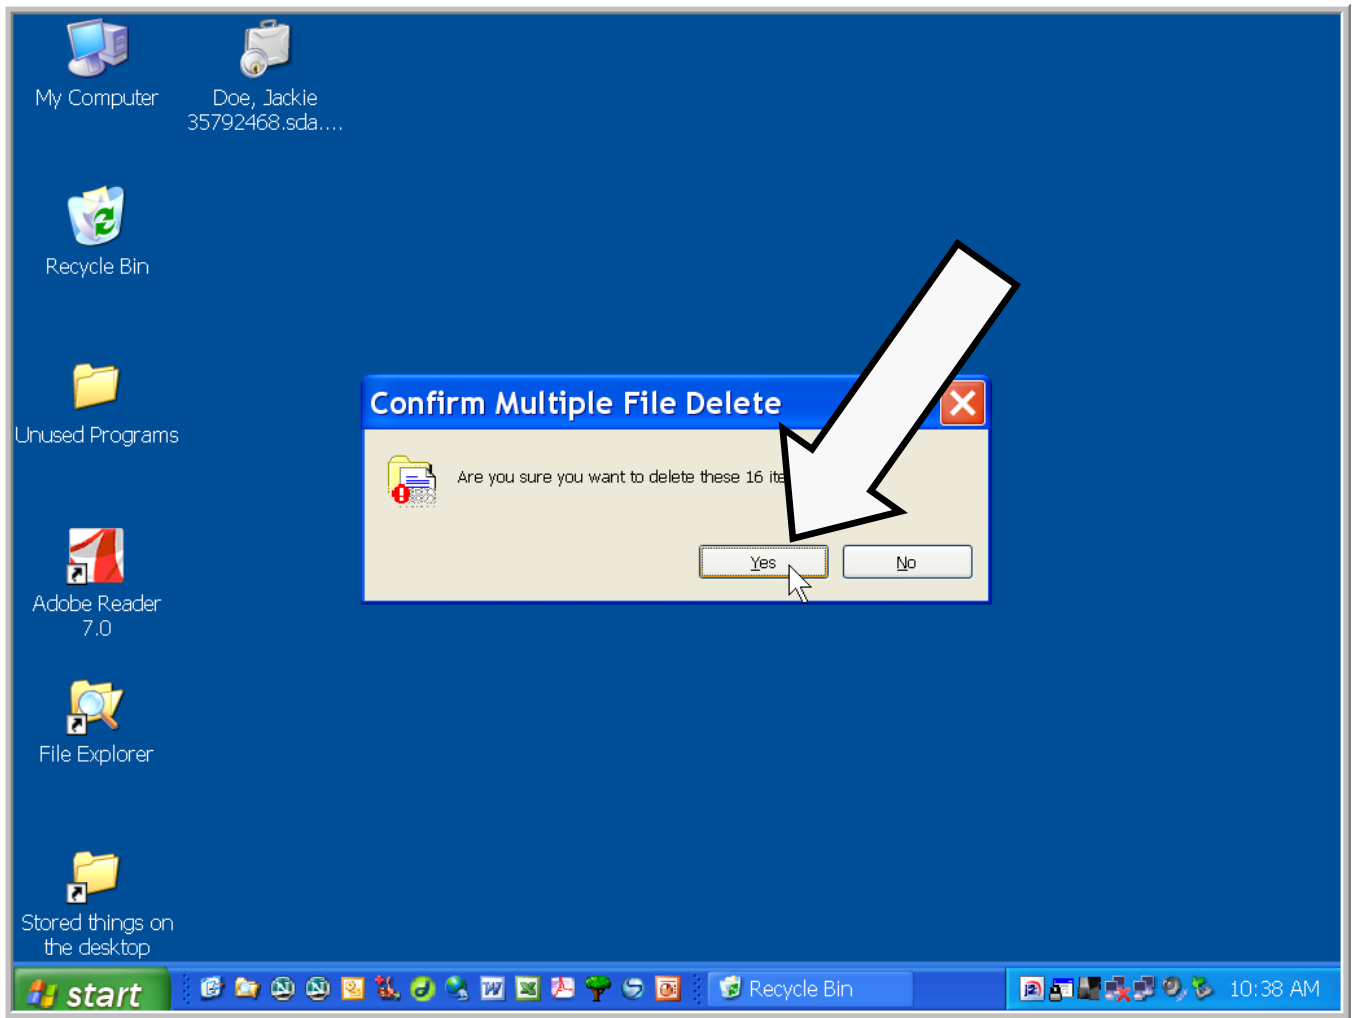 My Computer
Doe, Jackie
35792468.sda....
Recycle Bin
Unused Programs
Confirm Multiple File Delete
Are you sure you want to delete these 16
Yes
No
Adobe Reader
7.0
File Explorer
Stored things on
the desktop
start
Recycle Bin
10:38 AM